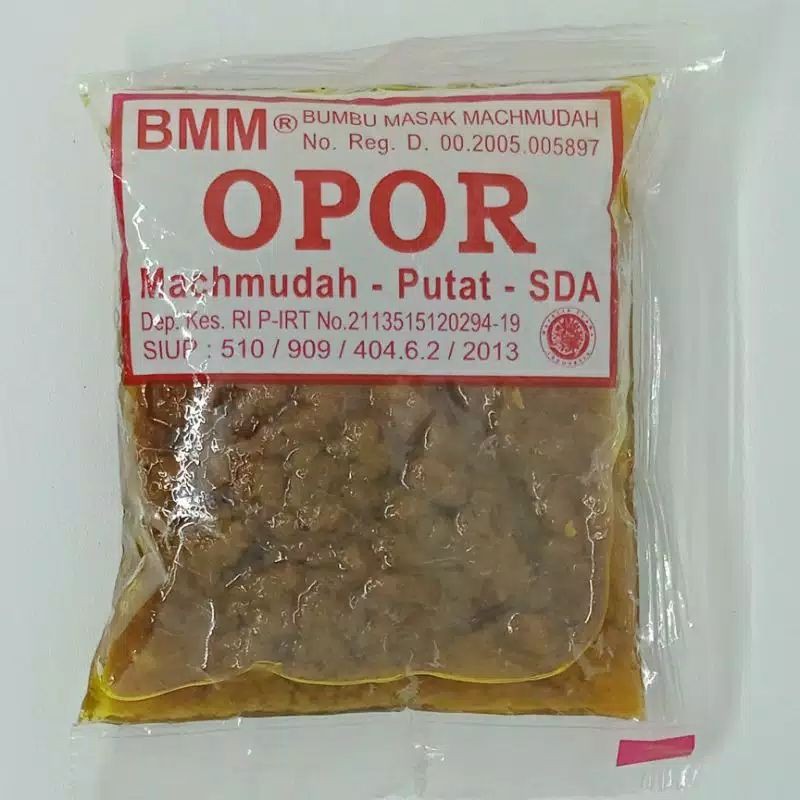 BMM® BUMBU MASAK MACHMUDAH
No. Reg. D. 00.2005.005897
OPOR
Machmudah - Putat - SDA
Dep. Kes. RI P-IRT No.2113515120294-19
SIUP : 510 / 909 / 404.6.2 / 2013